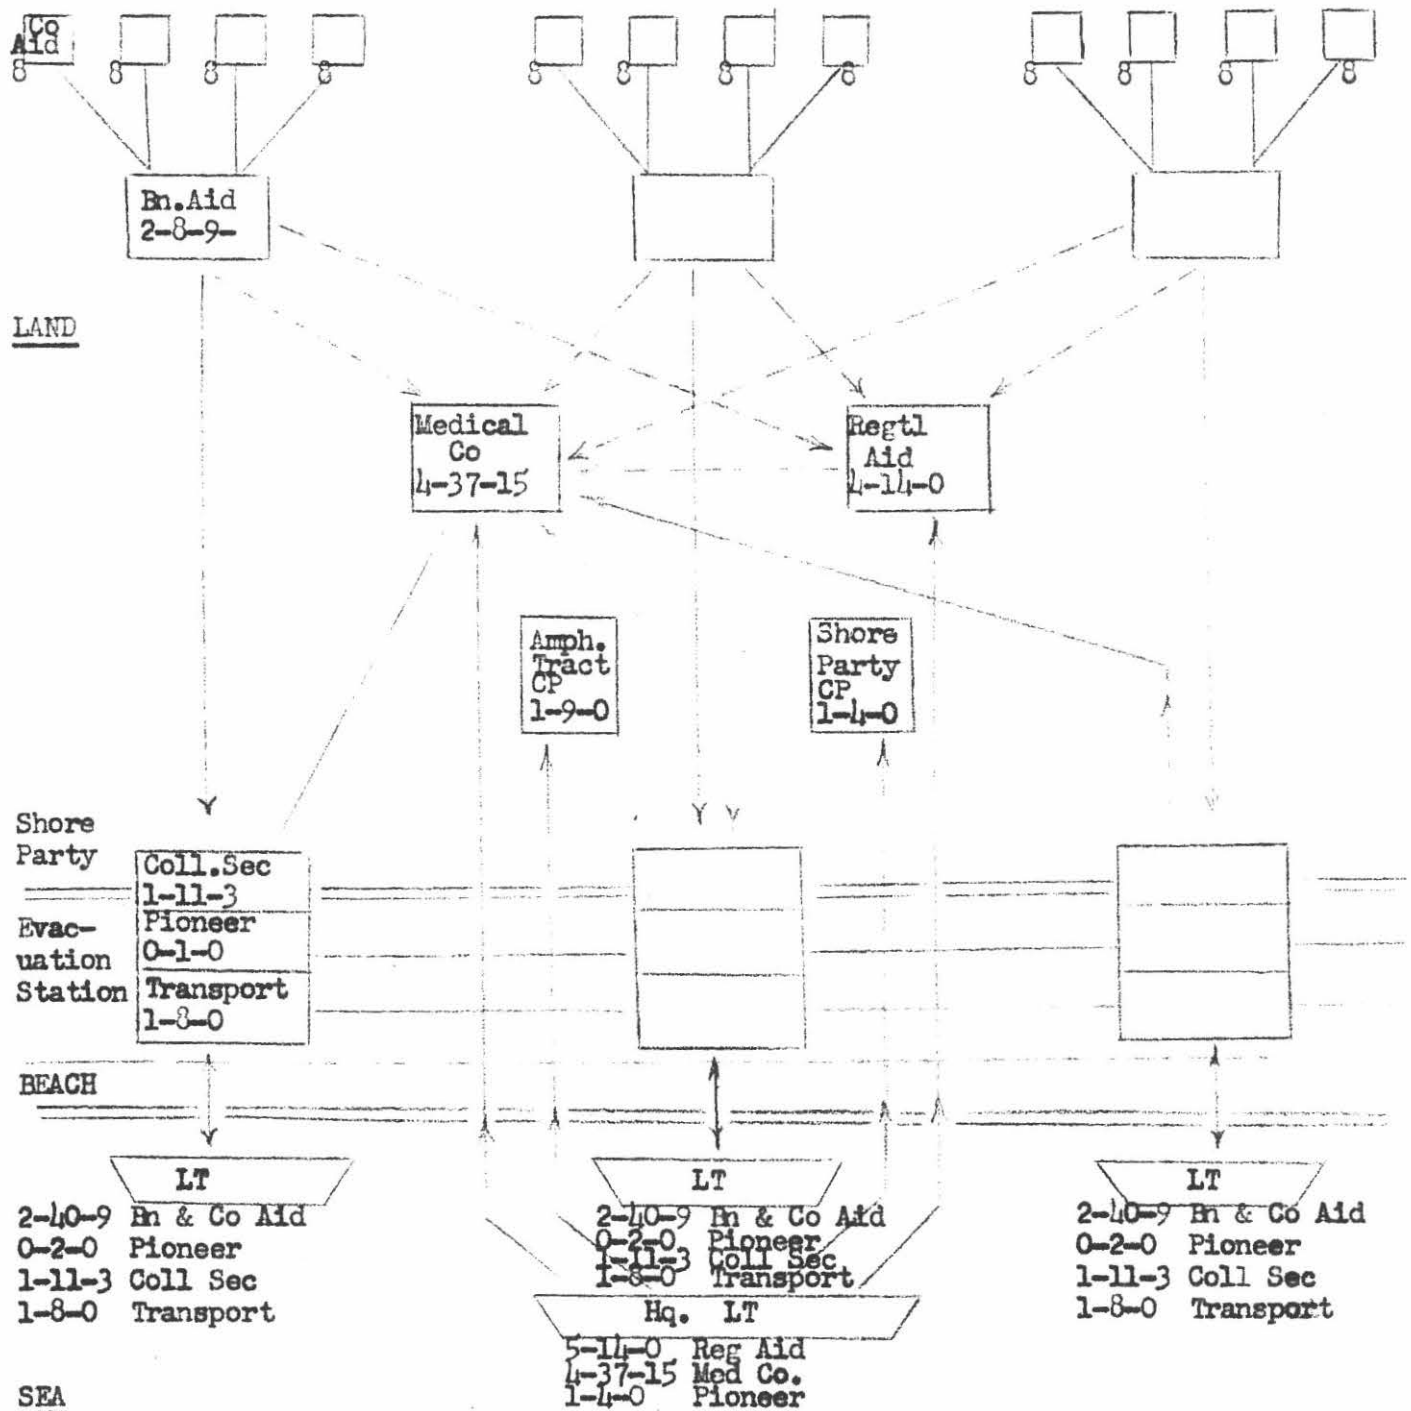 Co
Aid
8 8 8 8 8 8 8 8 8 8 8 8
Bn.Aid
2-8-9-
LAND
Medical
Co
4-37-15
Regtl
Aid
4-14-0
Amph.
Tract
CP
1-9-0
Shore
Party
CP
1-4-0
Shore
Party
Evac-
uation
Station
Coll.Sec
1-11-3
Pioneer
0-1-0
Transport
1-8-0
BEACH
LT
2-40-9 Bn & Co Aid
0-2-0 Pioneer
1-11-3 Coll Sec
1-8-0 Transport
LT
2-40-9 Bn & Co Aid
0-2-0 Pioneer
1-11-3 Coll Sec
1-8-0 Transport
LT
2-40-9 Bn & Co Aid
0-2-0 Pioneer
1-11-3 Coll Sec
1-8-0 Transport
Hq. LT
5-14-0 Reg Aid
4-37-15 Med Co.
1-4-0 Pioneer
SEA